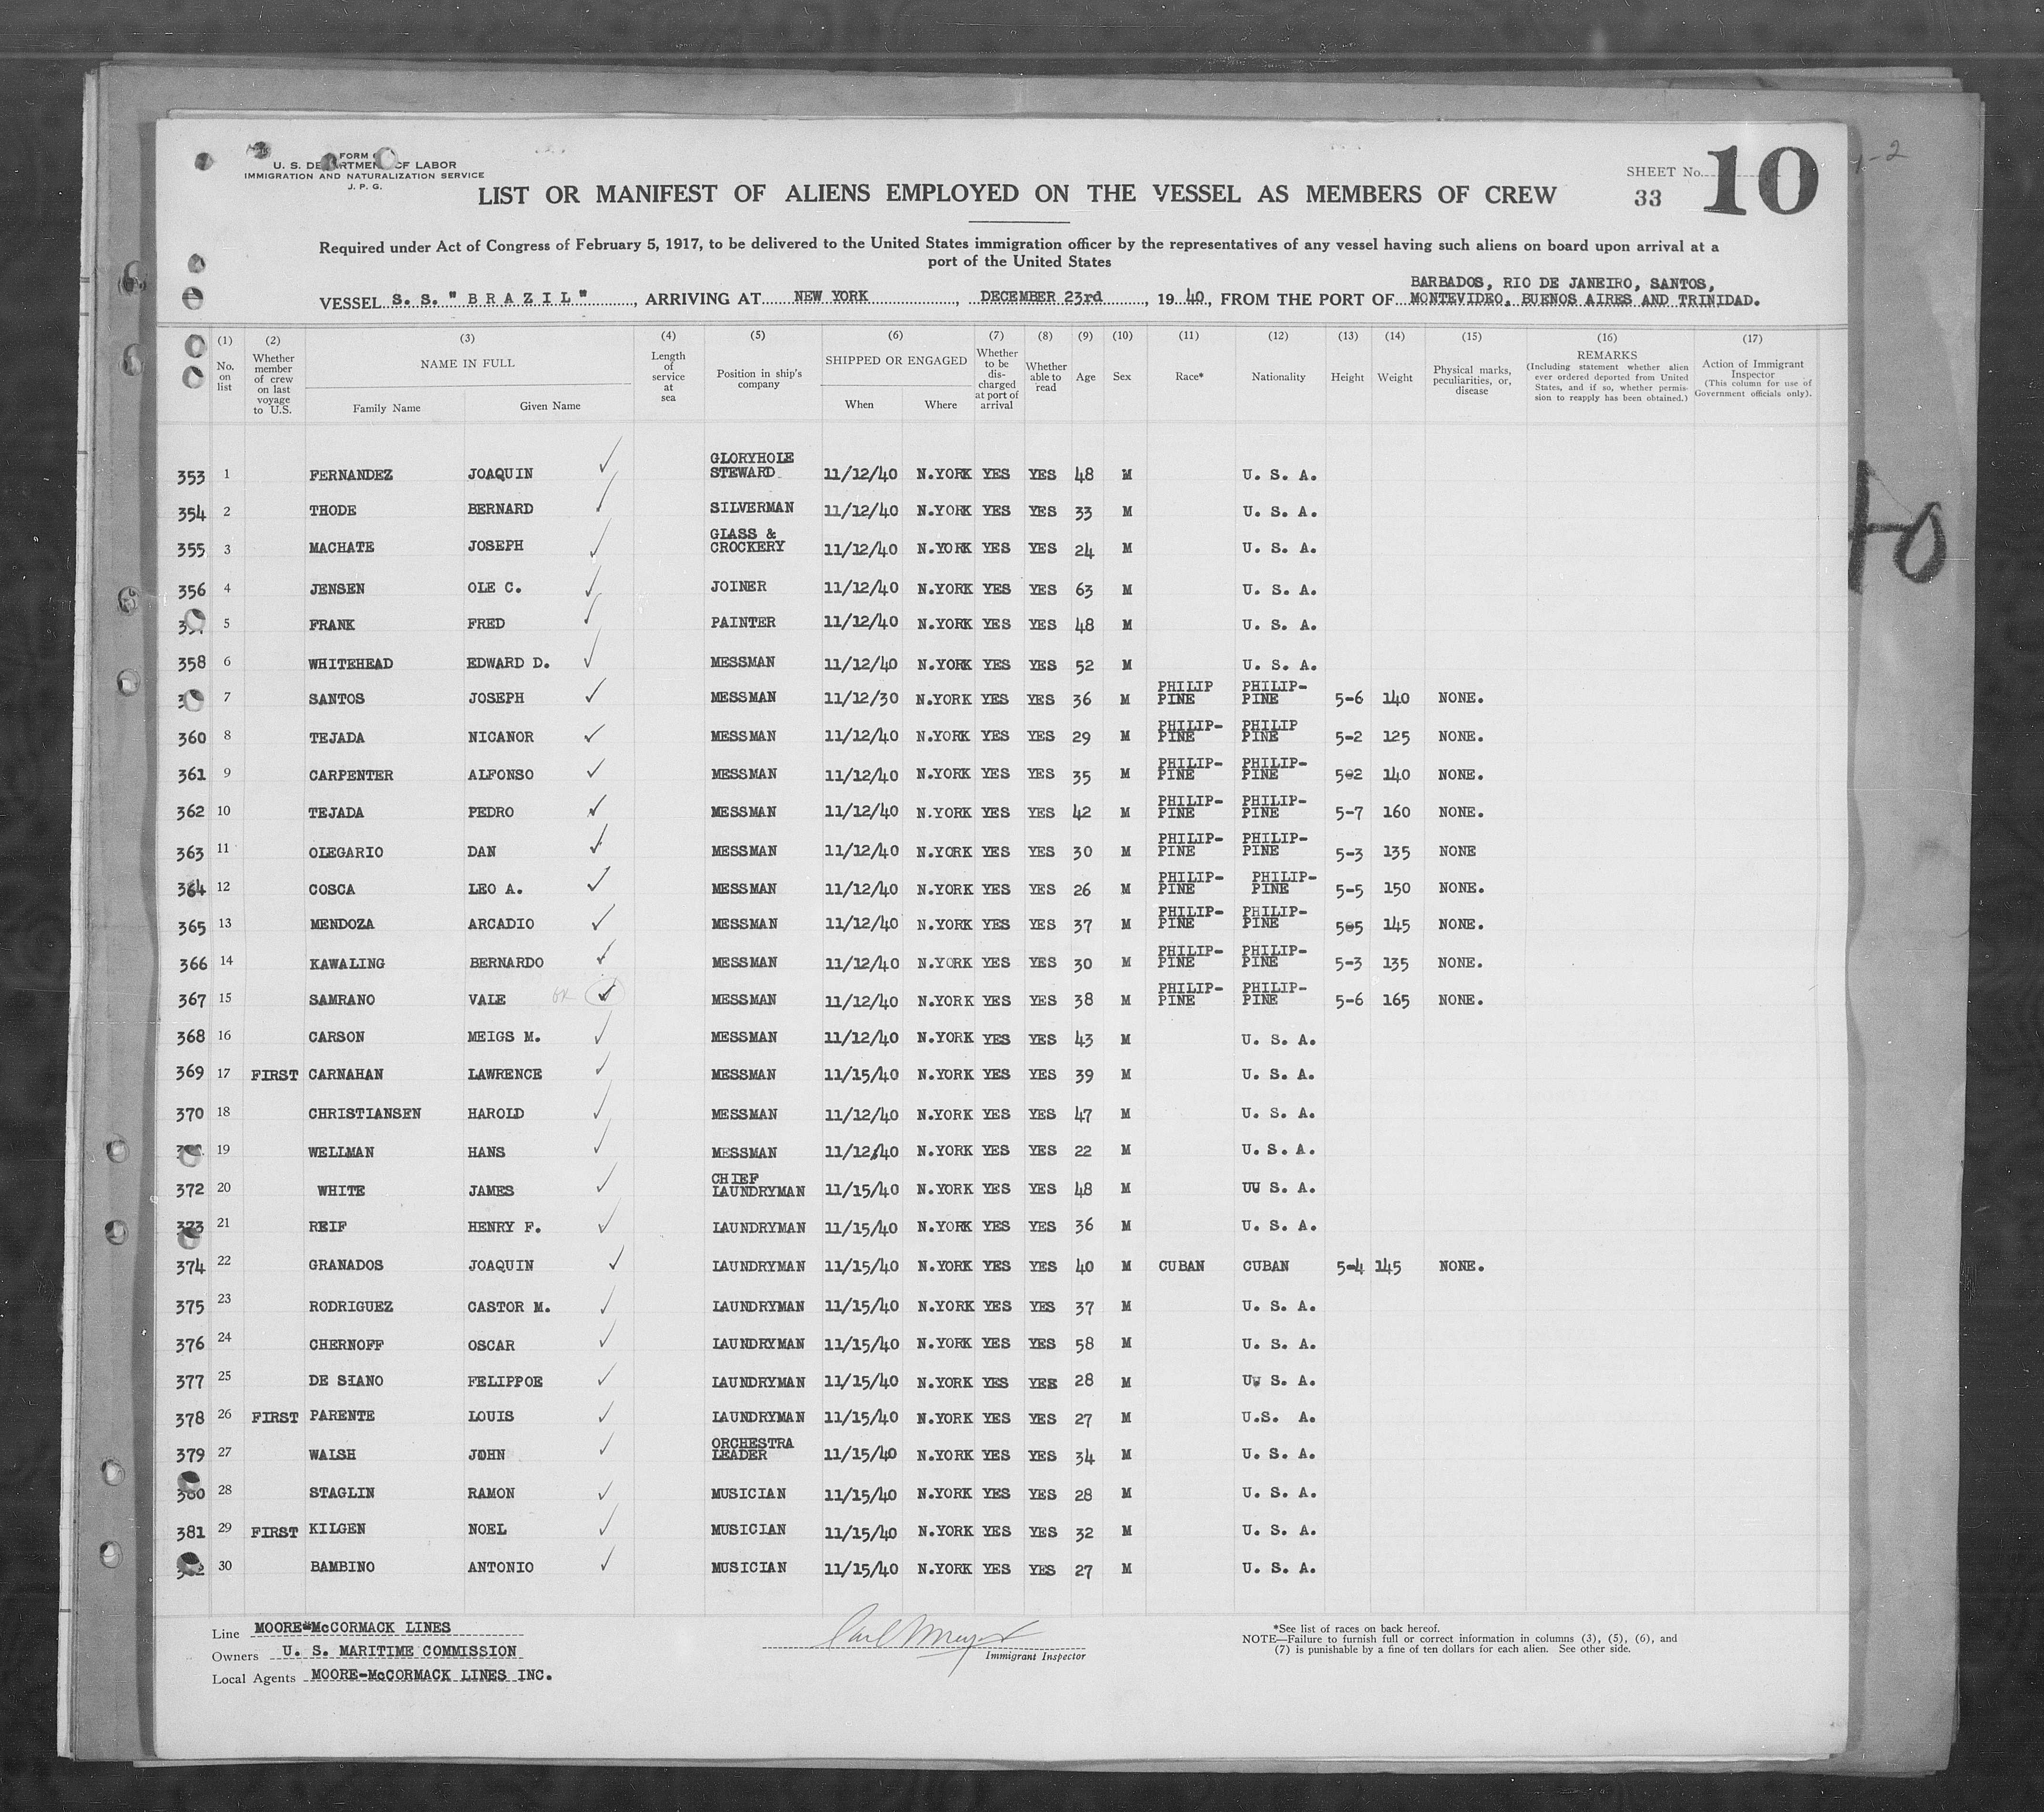 FORM
U. S. DEPARTMENT OF LABOR
IMMIGRATION AND NATURALIZATION SERVICE
J. P. G.
SHEET No. 10
33
LIST OR MANIFEST OF ALIENS EMPLOYED ON THE VESSEL AS MEMBERS OF CREW
Required under Act of Congress of February 5, 1917, to be delivered to the United States immigration officer by the representatives of any vessel having such aliens on board upon arrival at a
port of the United States
BARBADOS, RIO DE JANEIRO, SANTOS,
VESSEL S. S. " B R A Z I L ", ARRIVING AT NEW YORK, DECEMBER 23rd, 19 40, FROM THE PORT OF MONTEVIDEO, BUENOS AIRES AND TRINIDAD.
(1) No. on list
(2) Whether member of crew on last voyage to U.S.
(3) NAME IN FULL
Family Name Given Name
(4) Length of service at sea
(5) Position in ship's company
(6) SHIPPED OR ENGAGED
When Where
(7) Whether to be discharged at port of arrival
(8) Whether able to read
(9) Age
(10) Sex
(11) Race*
(12) Nationality
(13) Height
(14) Weight
(15) Physical marks, peculiarities, or, disease
(16) REMARKS (Including statement whether alien ever ordered deported from United States, and if so, whether permission to reapply has been obtained.)
(17) Action of Immigrant Inspector (This column for use of Government officials only).
353 1 FERNANDEZ JOAQUIN GLORYHOLE STEWARD 11/12/40 N.YORK YES YES 48 M U. S. A.
354 2 THODE BERNARD SILVERMAN 11/12/40 N.YORK YES YES 33 M U. S. A.
355 3 MACHATE JOSEPH GLASS & CROCKERY 11/12/40 N.YORK YES YES 24 M U. S. A.
356 4 JENSEN OLE C. JOINER 11/12/40 N.YORK YES YES 63 M U. S. A.
5 FRANK FRED PAINTER 11/12/40 N.YORK YES YES 48 M U. S. A.
358 6 WHITEHEAD EDWARD D. MESSMAN 11/12/40 N.YORK YES YES 52 M U. S. A.
7 SANTOS JOSEPH MESSMAN 11/12/30 N.YORK YES YES 36 M PHILIP PINE PHILIP- PINE 5-6 140 NONE.
360 8 TEJADA NICANOR MESSMAN 11/12/40 N.YORK YES YES 29 M PHILIP- PINE PHILIP PINE 5-2 125 NONE.
361 9 CARPENTER ALFONSO MESSMAN 11/12/40 N.YORK YES YES 35 M PHILIP- PINE PHILIP- PINE 5-2 140 NONE.
362 10 TEJADA PEDRO MESSMAN 11/12/40 N.YORK YES YES 42 M PHILIP- PINE PHILIP- PINE 5-7 160 NONE.
363 11 OLEGARIO DAN MESSMAN 11/12/40 N.YORK YES YES 30 M PHILIP- PINE PHILIP- PINE 5-3 135 NONE
364 12 COSCA LEO A. MESSMAN 11/12/40 N.YORK YES YES 26 M PHILIP- PINE PHILIP- PINE 5-5 150 NONE.
365 13 MENDOZA ARCADIO MESSMAN 11/12/40 N.YORK YES YES 37 M PHILIP- PINE PHILIP- PINE 5-5 145 NONE.
366 14 KAWALING BERNARDO MESSMAN 11/12/40 N.YORK YES YES 30 M PHILIP- PINE PHILIP- PINE 5-3 135 NONE.
367 15 SAMRANO VALE OK MESSMAN 11/12/40 N.YORK YES YES 38 M PHILIP- PINE PHILIP- PINE 5-6 165 NONE.
368 16 CARSON MEIGS M. MESSMAN 11/12/40 N.YORK YES YES 43 M U. S. A.
369 17 FIRST CARNAHAN LAWRENCE MESSMAN 11/15/40 N.YORK YES YES 39 M U. S. A.
370 18 CHRISTIANSEN HAROLD MESSMAN 11/12/40 N.YORK YES YES 47 M U. S. A.
19 WELLMAN HANS MESSMAN 11/12/40 N.YORK YES YES 22 M U. S. A.
372 20 WHITE JAMES CHIEF LAUNDRYMAN 11/15/40 N.YORK YES YES 48 M UU S. A.
373 21 REIF HENRY F. LAUNDRYMAN 11/15/40 N.YORK YES YES 36 M U. S. A.
374 22 GRANADOS JOAQUIN LAUNDRYMAN 11/15/40 N.YORK YES YES 40 M CUBAN CUBAN 5-4 145 NONE.
375 23 RODRIGUEZ CASTOR M. LAUNDRYMAN 11/15/40 N.YORK YES YES 37 M U. S. A.
376 24 CHERNOFF OSCAR LAUNDRYMAN 11/15/40 N.YORK YES YES 58 M U. S. A.
377 25 DE SIANO FELIPPOE LAUNDRYMAN 11/15/40 N.YORK YES YES 28 M UU S. A.
378 26 FIRST PARENTE LOUIS LAUNDRYMAN 11/15/40 N.YORK YES YES 27 M U.S. A.
379 27 WALSH JOHN ORCHESTRA LEADER 11/15/40 N.YORK YES YES 34 M U. S. A.
380 28 STAGLIN RAMON MUSICIAN 11/15/40 N.YORK YES YES 28 M U. S. A.
381 29 FIRST KILGEN NOEL MUSICIAN 11/15/40 N.YORK YES YES 32 M U. S. A.
30 BAMBINO ANTONIO MUSICIAN 11/15/40 N.YORK YES YES 27 M U. S. A.
Line MOORE-McCORMACK LINES
Owners U. S. MARITIME COMMISSION
Local Agents MOORE-McCORMACK LINES INC.
Immigrant Inspector
*See list of races on back hereof.
NOTE—Failure to furnish full or correct information in columns (3), (5), (6), and
(7) is punishable by a fine of ten dollars for each alien. See other side.